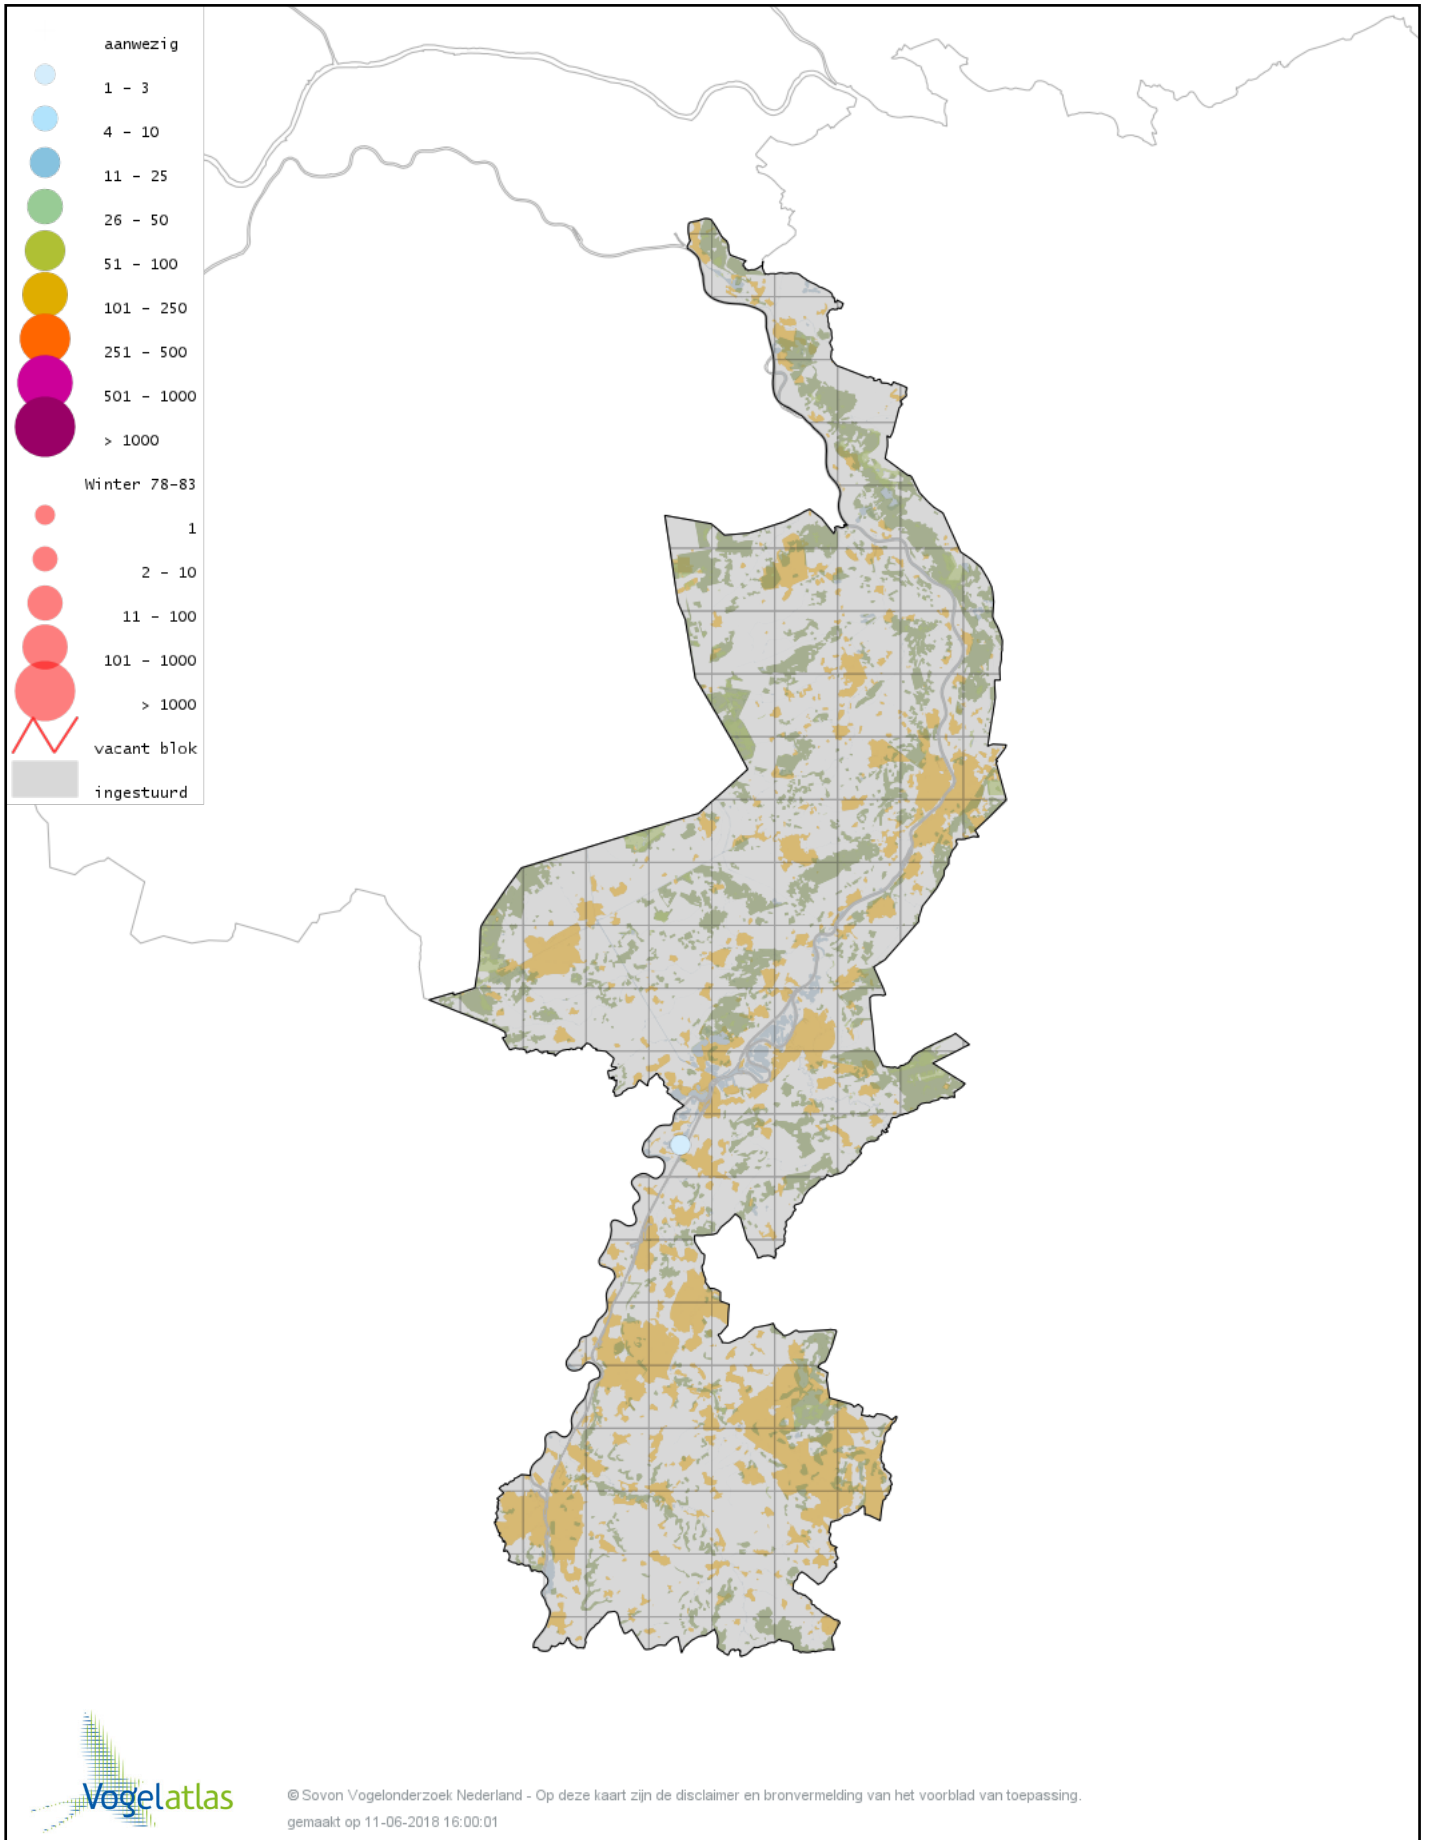 aanwezig
1 - 3
4 - 10
11 - 25
26 - 50
51 - 100
101 - 250
251 - 500
501 - 1000
> 1000
Winter 78-83
1
2 - 10
11 - 100
101 - 1000
> 1000
vacant blok
ingestuurd
Vogelatlas
© Sovon Vogelonderzoek Nederland - Op deze kaart zijn de disclaimer en bronvermelding van het voorblad van toepassing.
gemaakt op 11-06-2018 16:00:01